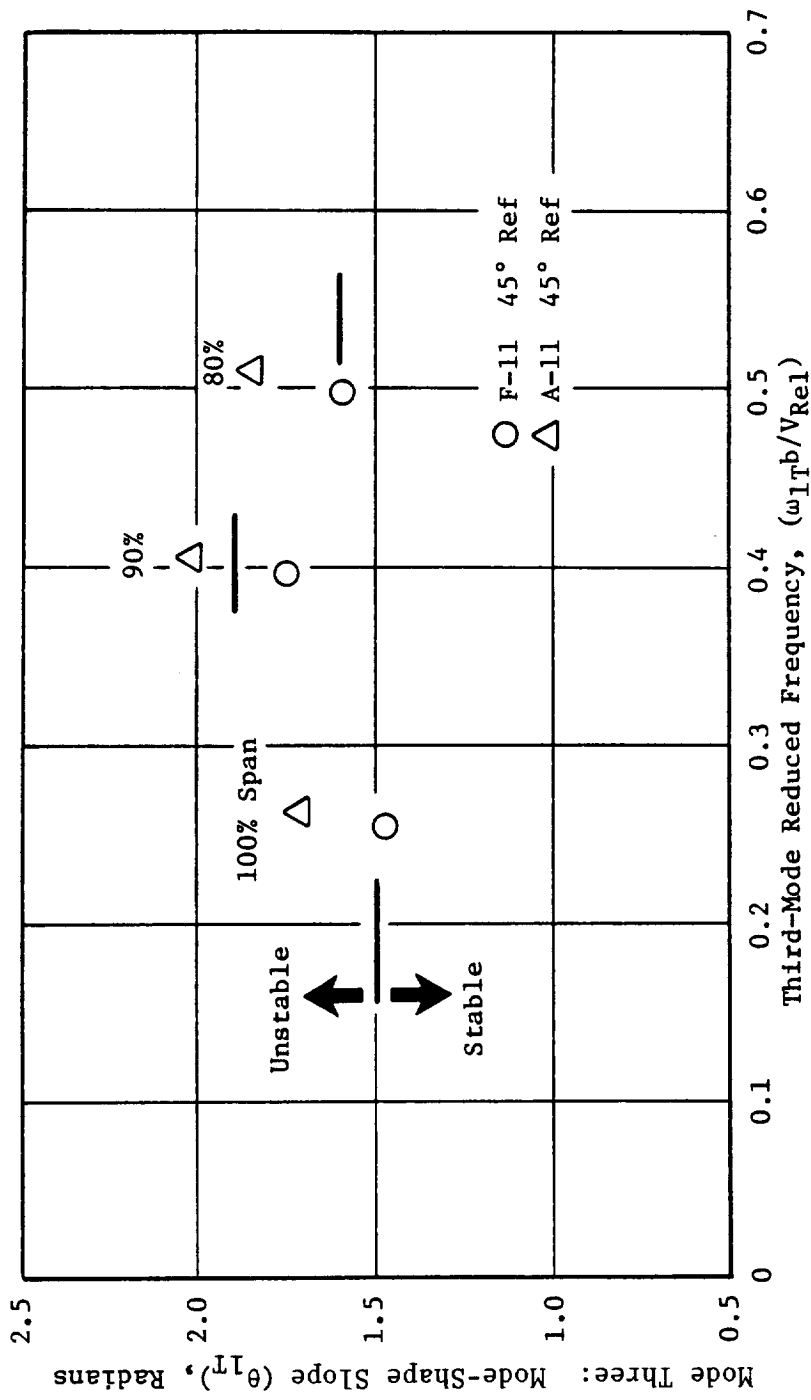 Mode Three: Mode-Shape Slope (θ1T), Radians
2.5
2.0
1.5
1.0
0.5
0
0.1
0.2
0.3
0.4
0.5
0.6
0.7
Third-Mode Reduced Frequency, (ω1Tb/VRel)
Unstable
Stable
100% Span
90%
80%
F-11 45° Ref
A-11 45° Ref